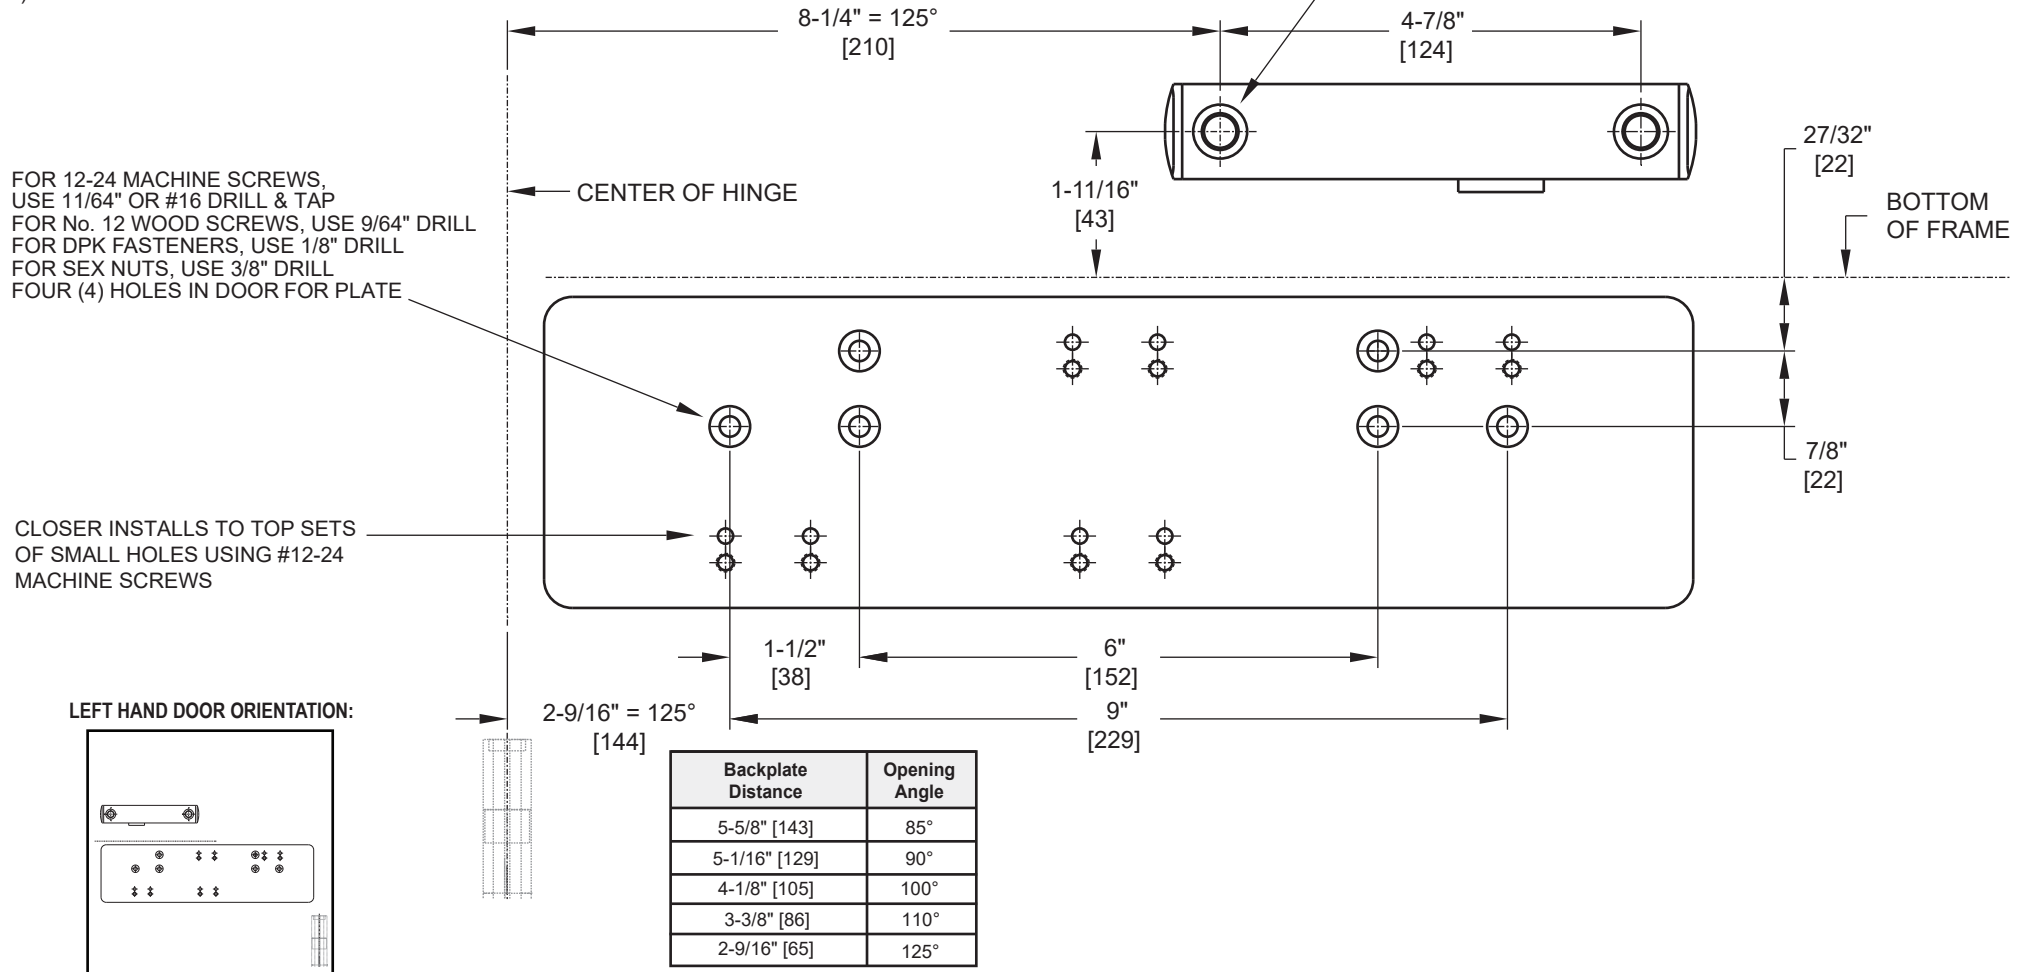 8-1/4" = 125°
[210]
4-7/8"
[124]
27/32"
[22]
1-11/16"
[43]
CENTER OF HINGE
BOTTOM
OF FRAME
FOR 12-24 MACHINE SCREWS,
USE 11/64" OR #16 DRILL & TAP
FOR No. 12 WOOD SCREWS, USE 9/64" DRILL
FOR DPK FASTENERS, USE 1/8" DRILL
FOR SEX NUTS, USE 3/8" DRILL
FOUR (4) HOLES IN DOOR FOR PLATE
7/8"
[22]
CLOSER INSTALLS TO TOP SETS
OF SMALL HOLES USING #12-24
MACHINE SCREWS
1-1/2"
[38]
6"
[152]
2-9/16" = 125°
[144]
9"
[229]
LEFT HAND DOOR ORIENTATION:
Backplate Distance Opening Angle
5-5/8" [143] 85°
5-1/16" [129] 90°
4-1/8" [105] 100°
3-3/8" [86] 110°
2-9/16" [65] 125°